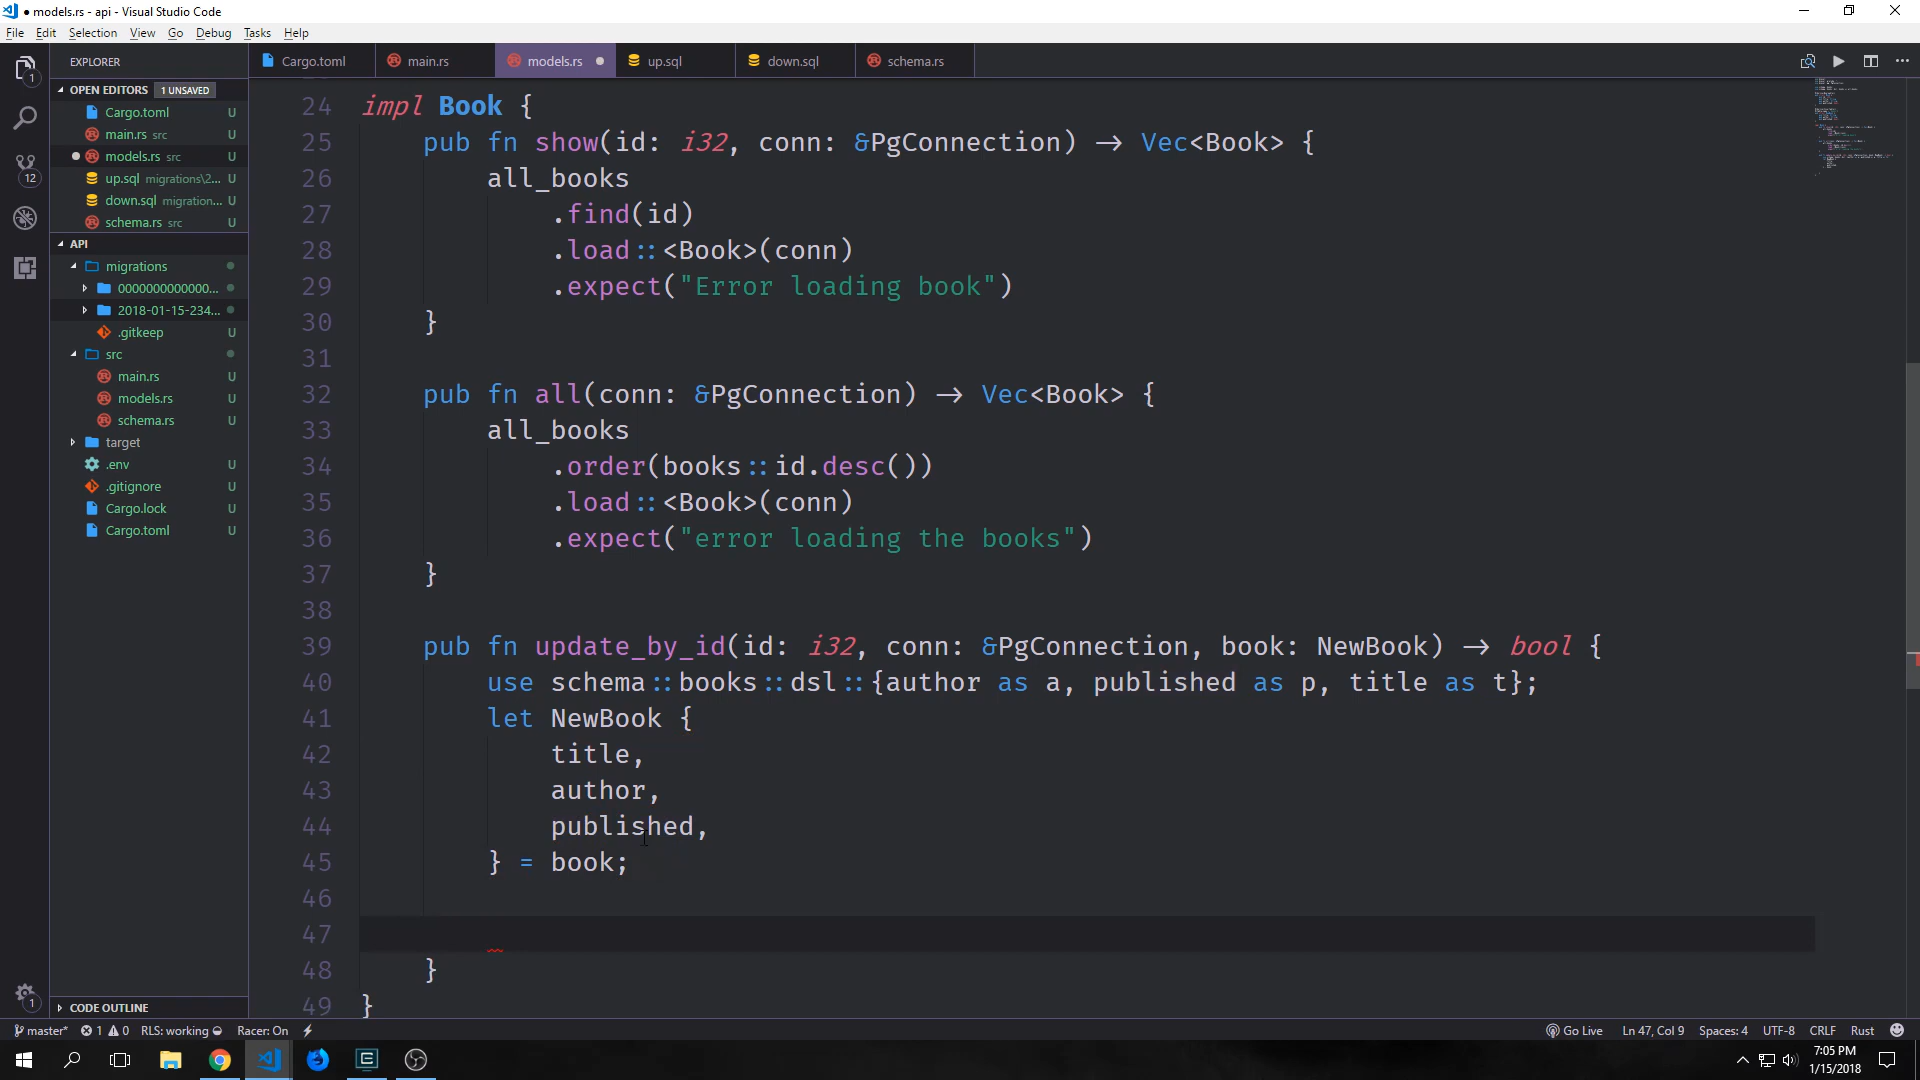 models.rs - api - Visual Studio Code
File Edit Selection View Go Debug Tasks Help
EXPLORER
Cargo.toml main.rs models.rs up.sql down.sql schema.rs
OPEN EDITORS 1 UNSAVED
Cargo.toml U
main.rs src U
models.rs src U
up.sql migrations\2... U
down.sql migration... U
schema.rs src U
API
migrations
0000000000000...
2018-01-15-234...
.gitkeep U
src
main.rs U
models.rs U
schema.rs U
target
.env U
.gitignore U
Cargo.lock U
Cargo.toml U
CODE OUTLINE
1
12
1
24 impl Book {
25 pub fn show(id: i32, conn: &PgConnection) -> Vec<Book> {
26 all_books
27 .find(id)
28 .load::<Book>(conn)
29 .expect("Error loading book")
30 }
31
32 pub fn all(conn: &PgConnection) -> Vec<Book> {
33 all_books
34 .order(books::id.desc())
35 .load::<Book>(conn)
36 .expect("error loading the books")
37 }
38
39 pub fn update_by_id(id: i32, conn: &PgConnection, book: NewBook) -> bool {
40 use schema::books::dsl::{author as a, published as p, title as t};
41 let NewBook {
42 title,
43 author,
44 published,
45 } = book;
46
47
48 }
49 }
master* 1 0 RLS: working Racer: On Go Live Ln 47, Col 9 Spaces: 4 UTF-8 CRLF Rust
7:05 PM
1/15/2018